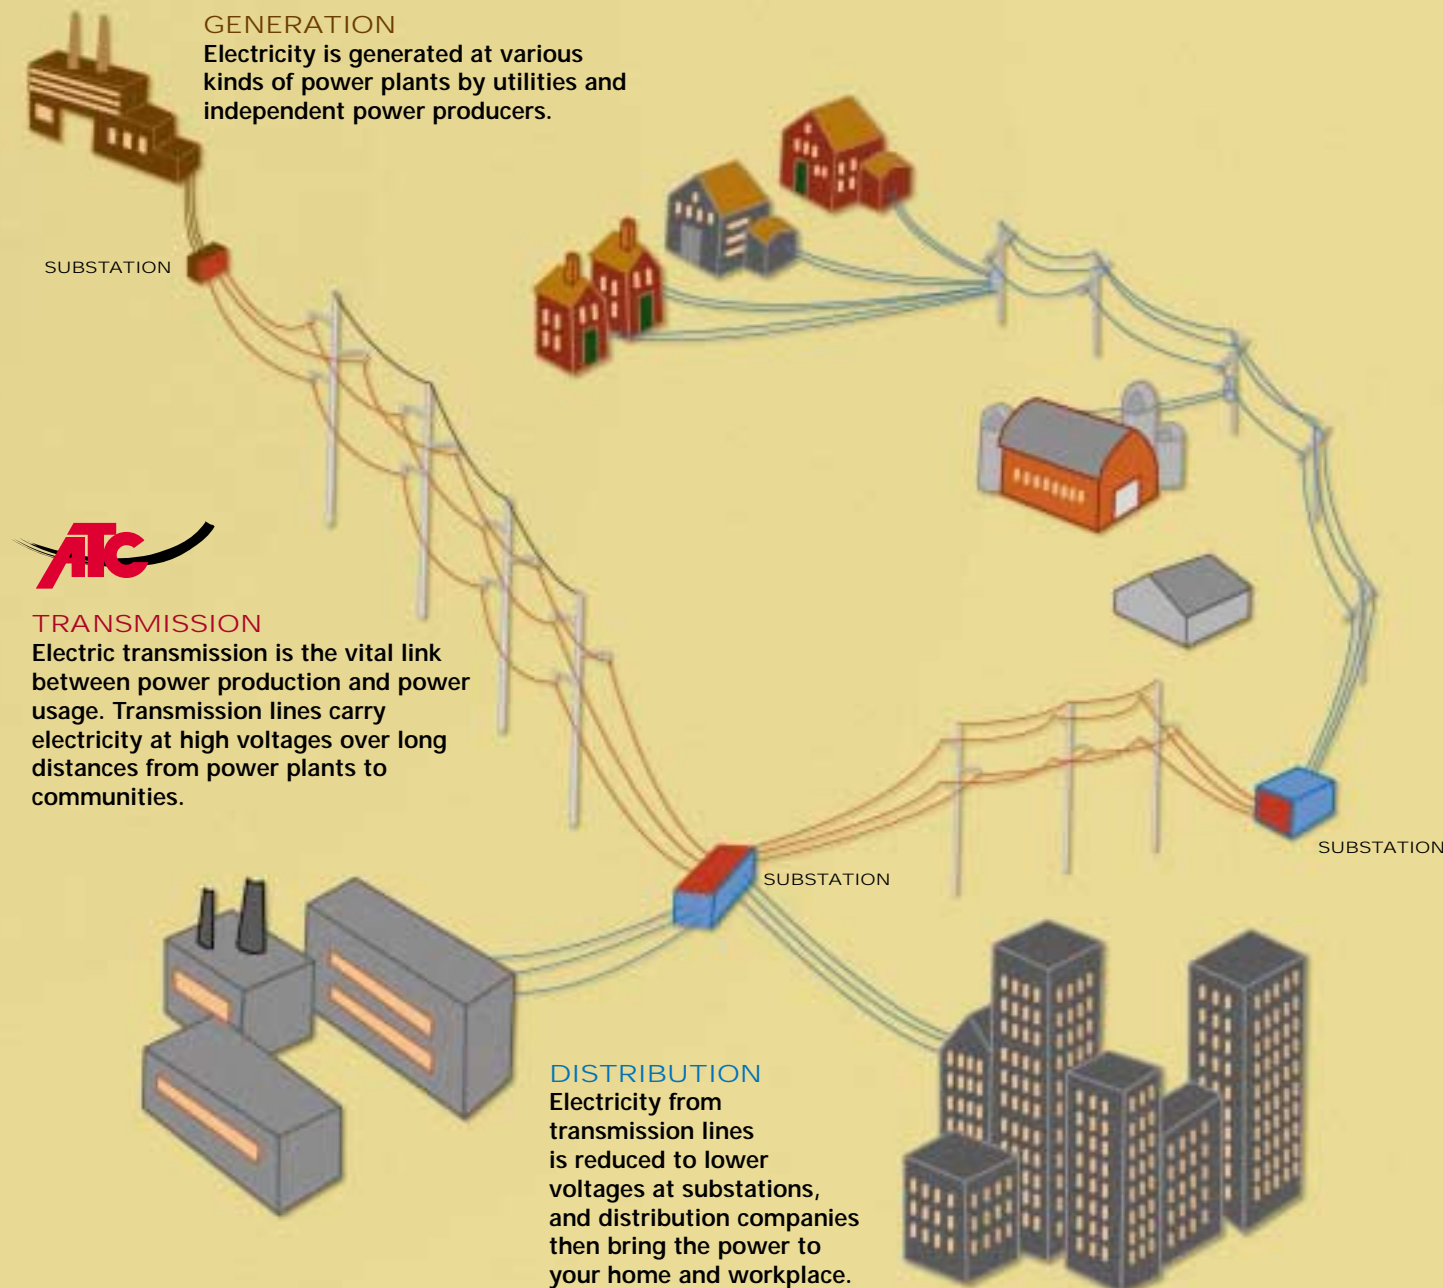 GENERATION
Electricity is generated at various
kinds of power plants by utilities and
independent power producers.
SUBSTATION
ATC
TRANSMISSION
Electric transmission is the vital link
between power production and power
usage. Transmission lines carry
electricity at high voltages over long
distances from power plants to
communities.
SUBSTATION
SUBSTATION
DISTRIBUTION
Electricity from
transmission lines
is reduced to lower
voltages at substations,
and distribution companies
then bring the power to
your home and workplace.